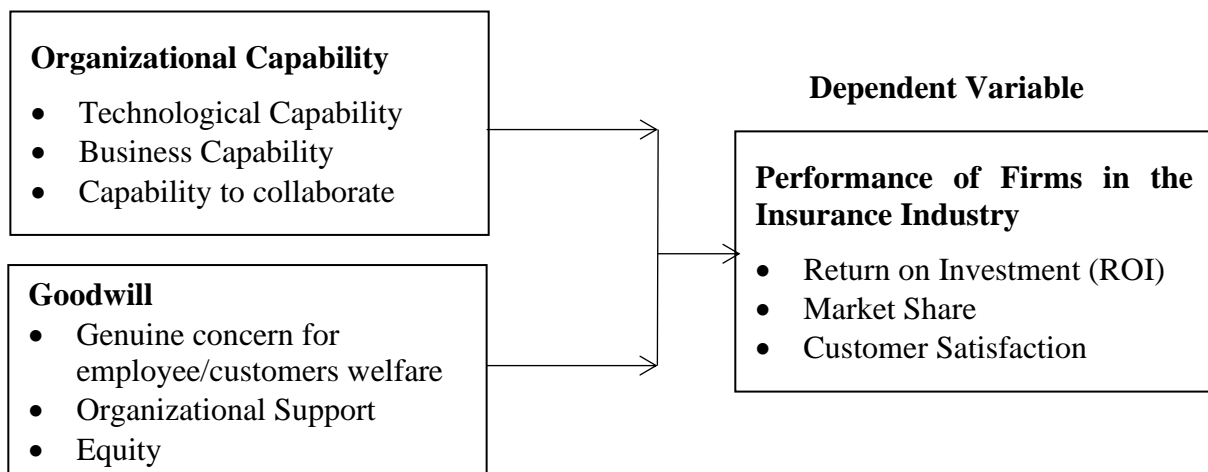 Organizational Capability
• Technological Capability
• Business Capability
• Capability to collaborate
Goodwill
• Genuine concern for
employee/customers welfare
• Organizational Support
• Equity
Dependent Variable
Performance of Firms in the
Insurance Industry
• Return on Investment (ROI)
• Market Share
• Customer Satisfaction